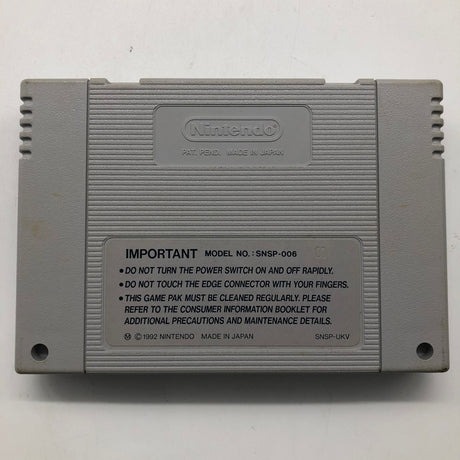 Nintendo
PAT. PEND. MADE IN JAPAN
IMPORTANT MODEL NO.: SNSP-006
• DO NOT TURN THE POWER SWITCH ON AND OFF RAPIDLY.
• DO NOT TOUCH THE EDGE CONNECTOR WITH YOUR FINGERS.
• THIS GAME PAK MUST BE CLEANED REGULARLY. PLEASE
REFER TO THE CONSUMER INFORMATION BOOKLET FOR
ADDITIONAL PRECAUTIONS AND MAINTENANCE DETAILS.
Ⓜ © 1992 NINTENDO MADE IN JAPAN SNSP-UKV